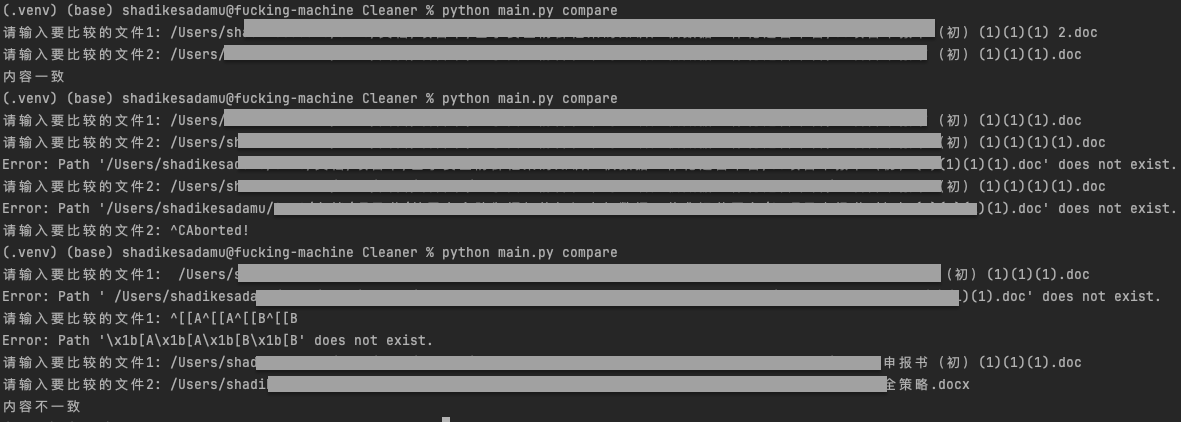 (.venv) (base) shadikesadamu@fucking-machine Cleaner % python main.py compare
请输入要比较的文件1: /Users/sha (初) (1)(1)(1) 2.doc
请输入要比较的文件2: /Users/ (初) (1)(1)(1).doc
内容一致
(.venv) (base) shadikesadamu@fucking-machine Cleaner % python main.py compare
请输入要比较的文件1: /Users/ (初) (1)(1)(1).doc
请输入要比较的文件2: /Users/sh (初) (1)(1)(1)(1).doc
Error: Path '/Users/shadikesad (1)(1)(1).doc' does not exist.
请输入要比较的文件2: /Users/sh (初) (1)(1)(1)(1).doc
Error: Path '/Users/shadikesadamu/ )(1).doc' does not exist.
请输入要比较的文件2: ^CAborted!
(.venv) (base) shadikesadamu@fucking-machine Cleaner % python main.py compare
请输入要比较的文件1:  /Users/s (初) (1)(1)(1).doc
Error: Path ' /Users/shadikesada )(1).doc' does not exist.
请输入要比较的文件1: ^[[A^[[A^[[B^[[B
Error: Path '\x1b[A\x1b[A\x1b[B\x1b[B' does not exist.
请输入要比较的文件1: /Users/shad 申报书 (初) (1)(1)(1).doc
请输入要比较的文件2: /Users/shadi 全策略.docx
内容不一致